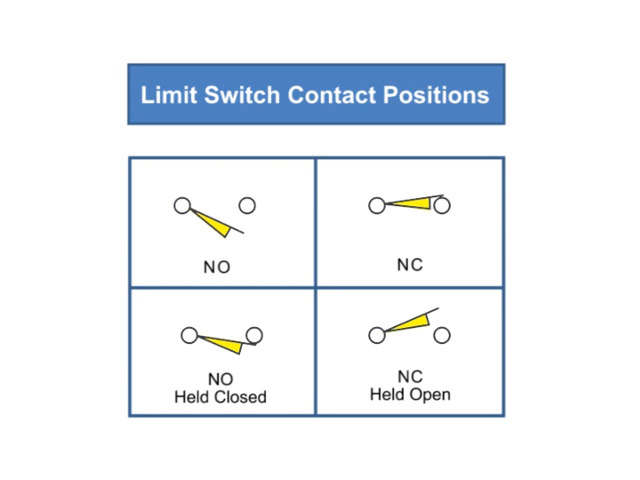 Limit Switch Contact Positions
NO
NC
NO
Held Closed
NC
Held Open